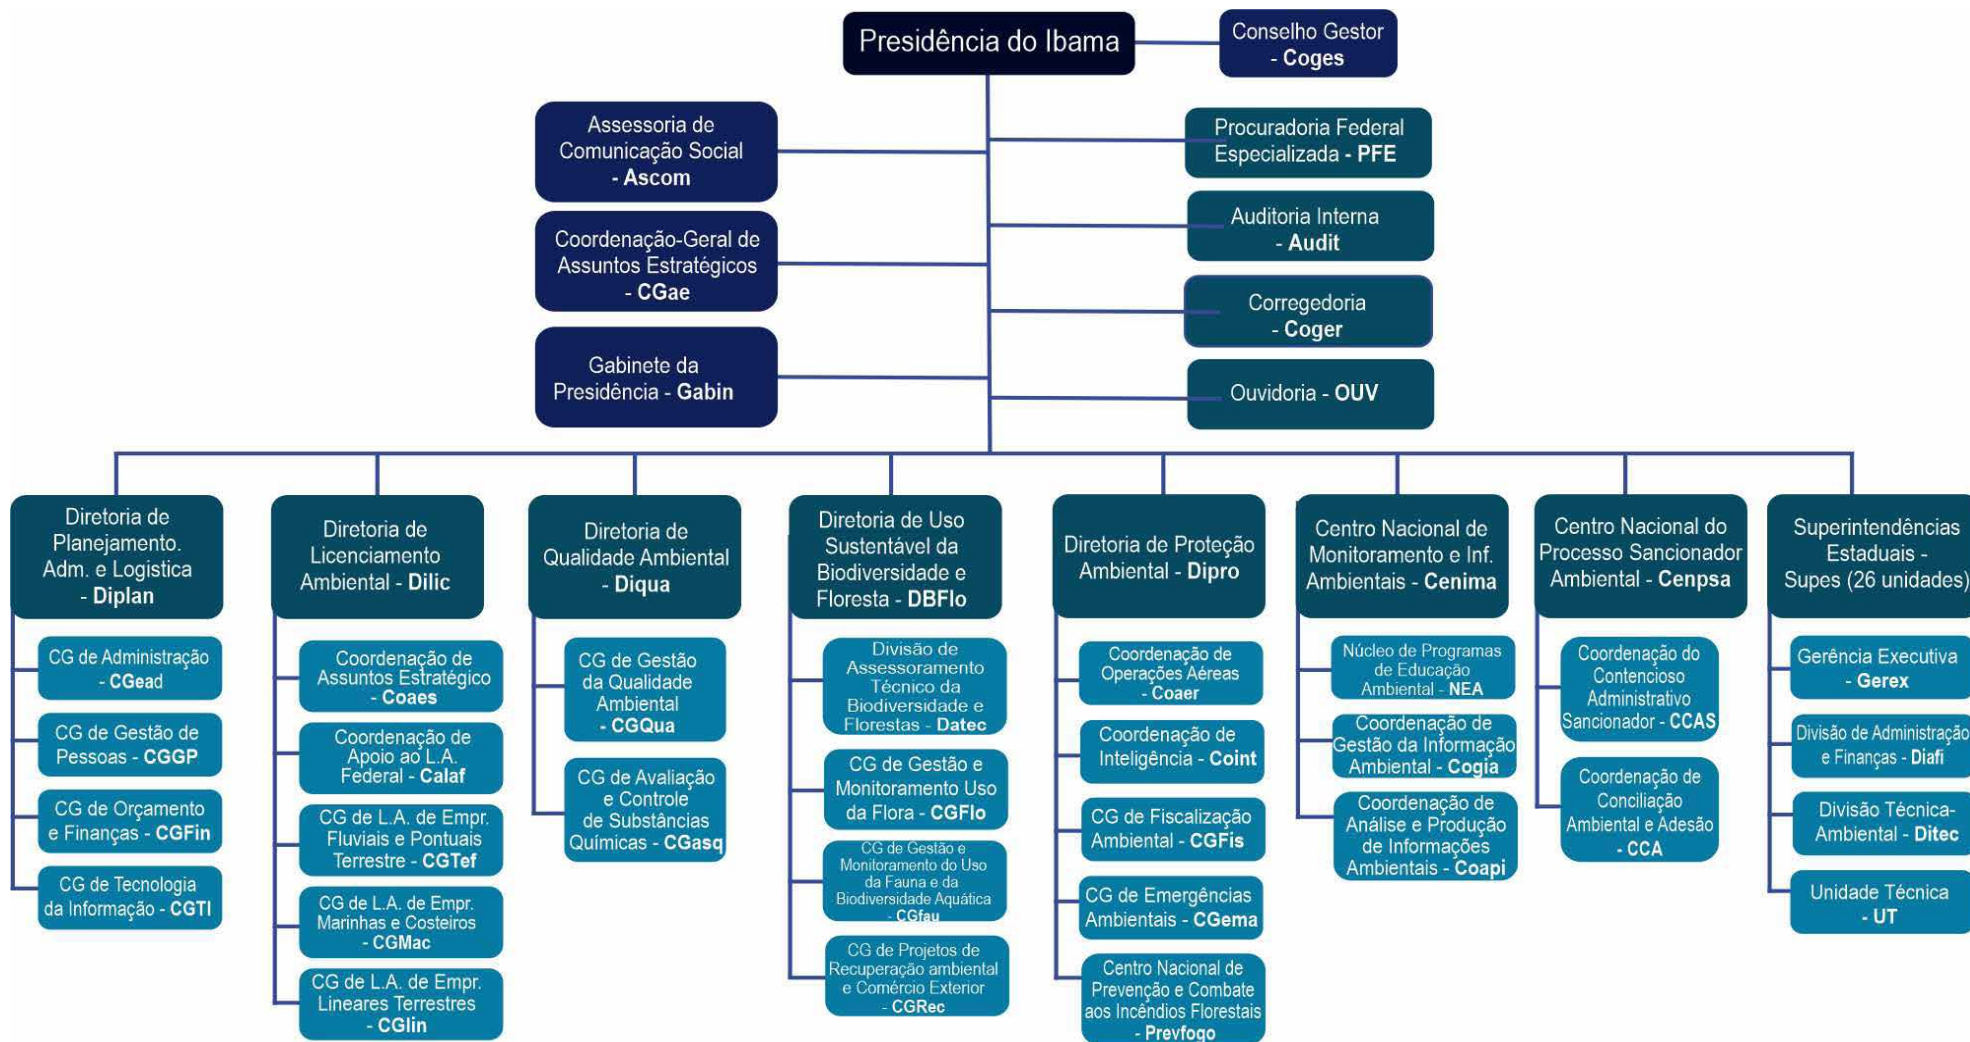 Presidência do Ibama
Conselho Gestor
- Coges
Assessoria de
Comunicação Social
- Ascom
Procuradoria Federal
Especializada - PFE
Auditoria Interna
- Audit
Coordenação-Geral de
Assuntos Estratégicos
- CGae
Corregedoria
- Coger
Gabinete da
Presidência - Gabin
Ouvidoria - OUV
Diretoria de
Planejamento.
Adm. e Logistica
- Diplan
CG de Administração
- CGead
CG de Gestão de
Pessoas - CGGP
CG de Orçamento
e Finanças - CGFin
CG de Tecnologia
da Informação - CGTI
Diretoria de
Licenciamento
Ambiental - Dilic
Coordenação de
Assuntos Estratégico
- Coaes
Coordenação de
Apoio ao L.A.
Federal - Calaf
CG de L.A. de Empr.
Fluviais e Pontuais
Terrestre - CGTef
CG de L.A. de Empr.
Marinhas e Costeiros
- CGMac
CG de L.A. de Empr.
Lineares Terrestres
- CGlin
Diretoria de
Qualidade Ambiental
- Diqua
CG de Gestão
da Qualidade
Ambiental
- CGQua
CG de Avaliação
e Controle
de Substâncias
Químicas - CGasq
Diretoria de Uso
Sustentável da
Biodiversidade e
Floresta - DBFlo
Divisão de
Assessoramento
Técnico da
Biodiversidade e
Florestas - Datec
CG de Gestão e
Monitoramento Uso
da Flora - CGFlo
CG de Gestão e
Monitoramento do Uso
da Fauna e da
Biodiversidade Aquática
- CGfau
CG de Projetos de
Recuperação ambiental
e Comércio Exterior
- CGRec
Diretoria de Proteção
Ambiental - Dipro
Coordenação de
Operações Aéreas
- Coaer
Coordenação de
Inteligência - Coint
CG de Fiscalização
Ambiental - CGFis
CG de Emergências
Ambientais - CGema
Centro Nacional de
Prevenção e Combate
aos Incêndios Florestais
- Prevfogo
Centro Nacional de
Monitoramento e Inf.
Ambientais - Cenima
Núcleo de Programas
de Educação
Ambiental - NEA
Coordenação de
Gestão da Informação
Ambiental - Cogia
Coordenação de
Análise e Produção
de Informações
Ambientais - Coapi
Centro Nacional do
Processo Sancionador
Ambiental - Cenpsa
Coordenação do
Contencioso
Administrativo
Sancionador - CCAS
Coordenação de
Conciliação
Ambiental e Adesão
- CCA
Superintendências
Estaduais -
Supes (26 unidades)
Gerência Executiva
- Gerex
Divisão de Administração
e Finanças - Diafi
Divisão Técnica-
Ambiental - Ditec
Unidade Técnica
- UT